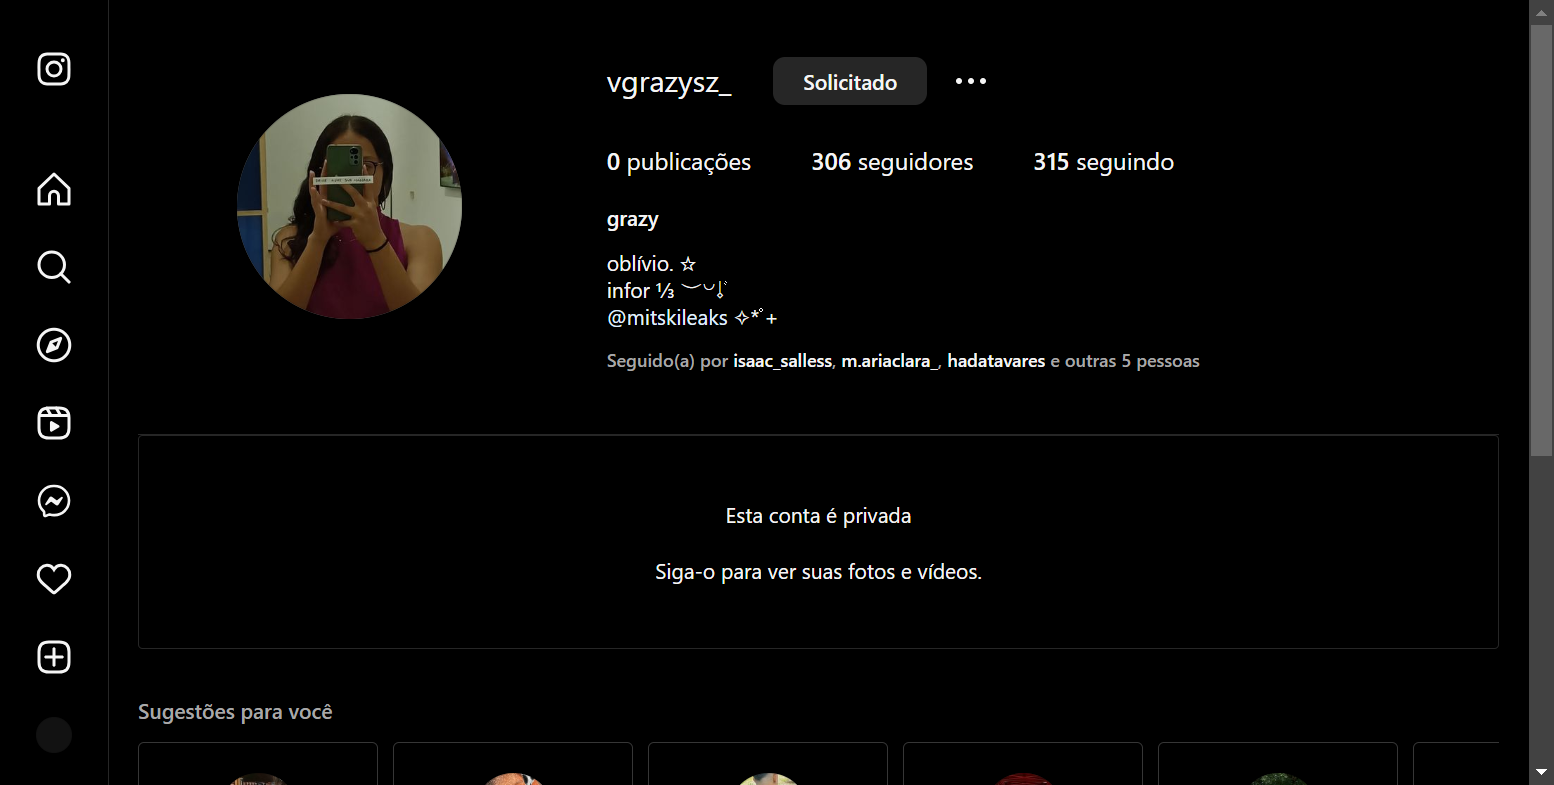 vgrazysz_
Solicitado
0 publicações
306 seguidores
315 seguindo
grazy
oblívio. ☆
infor ⅓
@mitskileaks ✧*˚+
Seguido(a) por isaac_salless, m.ariaclara_, hadatavares e outras 5 pessoas
Esta conta é privada
Siga-o para ver suas fotos e vídeos.
Sugestões para você